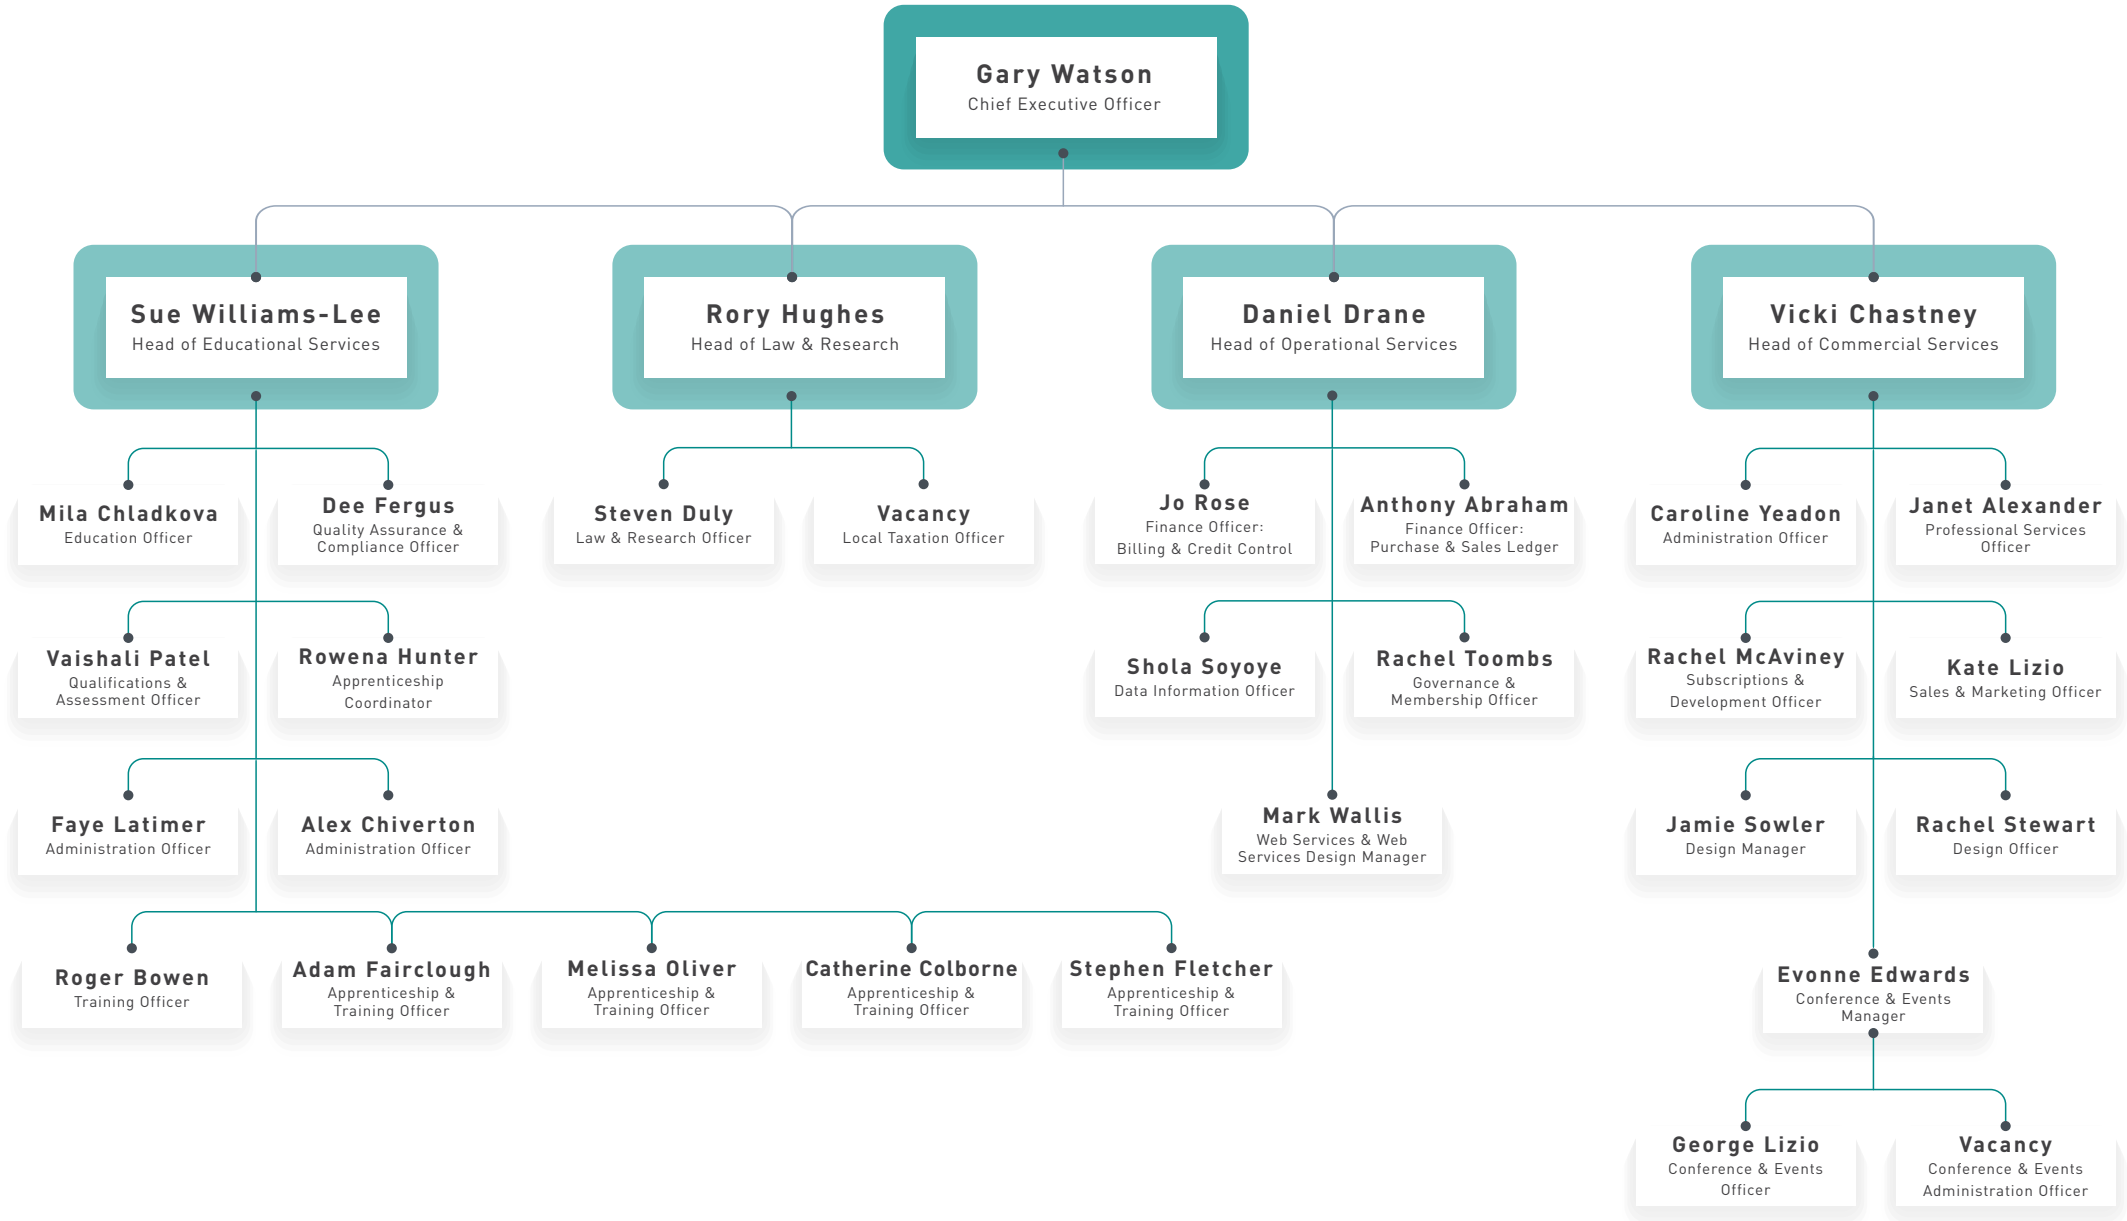 Gary Watson
Chief Executive Officer
Sue Williams-Lee
Head of Educational Services
Rory Hughes
Head of Law & Research
Daniel Drane
Head of Operational Services
Vicki Chastney
Head of Commercial Services
Mila Chladkova
Education Officer
Dee Fergus
Quality Assurance &
Compliance Officer
Steven Duly
Law & Research Officer
Vacancy
Local Taxation Officer
Jo Rose
Finance Officer:
Billing & Credit Control
Anthony Abraham
Finance Officer:
Purchase & Sales Ledger
Caroline Yeadon
Administration Officer
Janet Alexander
Professional Services
Officer
Vaishali Patel
Qualifications &
Assessment Officer
Rowena Hunter
Apprenticeship
Coordinator
Shola Soyoye
Data Information Officer
Rachel Toombs
Governance &
Membership Officer
Rachel McAviney
Subscriptions &
Development Officer
Kate Lizio
Sales & Marketing Officer
Faye Latimer
Administration Officer
Alex Chiverton
Administration Officer
Mark Wallis
Web Services & Web
Services Design Manager
Jamie Sowler
Design Manager
Rachel Stewart
Design Officer
Roger Bowen
Training Officer
Adam Fairclough
Apprenticeship &
Training Officer
Melissa Oliver
Apprenticeship &
Training Officer
Catherine Colborne
Apprenticeship &
Training Officer
Stephen Fletcher
Apprenticeship &
Training Officer
Evonne Edwards
Conference & Events
Manager
George Lizio
Conference & Events
Officer
Vacancy
Conference & Events
Administration Officer